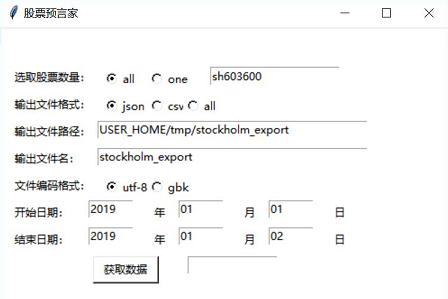 股票预言家
选取股票数量: all one sh603600
输出文件格式: json csv all
输出文件路径: USER_HOME/tmp/stockholm_export
输出文件名: stockholm_export
文件编码格式: utf-8 gbk
开始日期: 2019 年 01 月 01 日
结束日期: 2019 年 01 月 02 日
获取数据